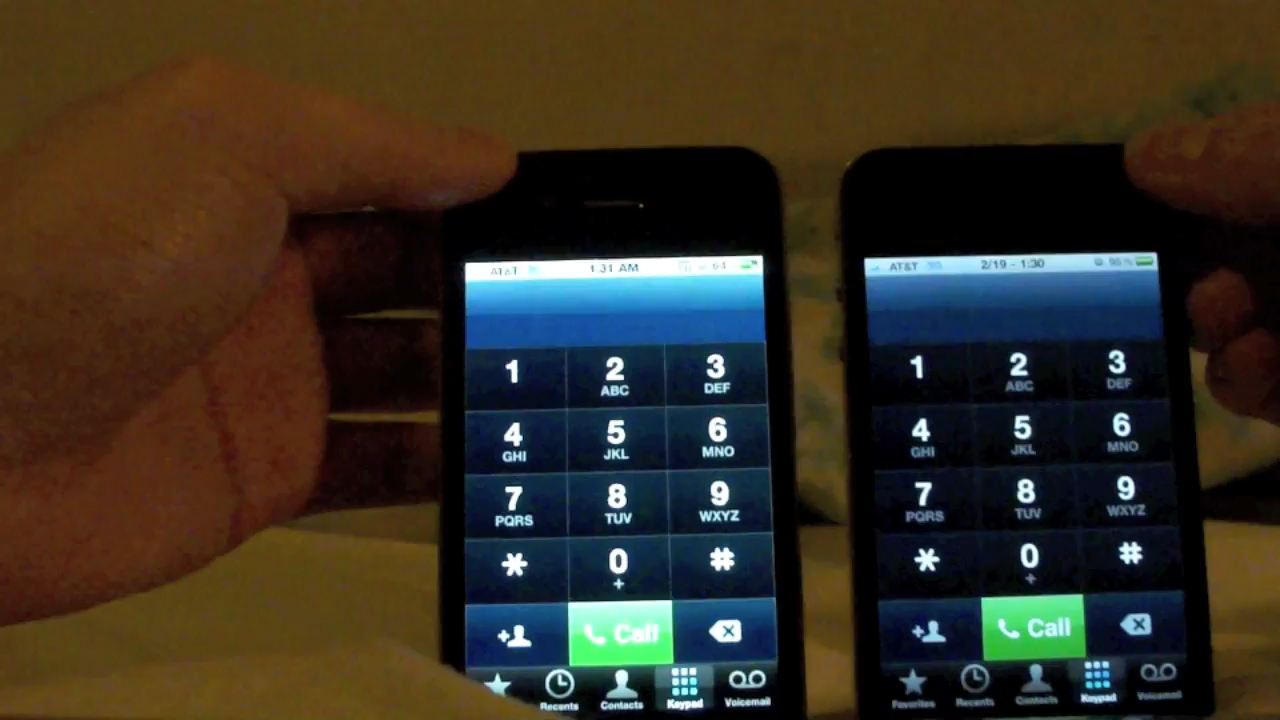 AT&T 1:31 AM 64
1 2 ABC 3 DEF
4 GHI 5 JKL 6 MNO
7 PQRS 8 TUV 9 WXYZ
* 0 + #
+ Call
Recents Contacts Keypad Voicemail
AT&T 3G 2/19 - 1:30
1 2 ABC 3 DEF
4 GHI 5 JKL 6 MNO
7 PQRS 8 TUV 9 WXYZ
* 0 + #
+ Call
Favorites Recents Contacts Keypad Voicemail